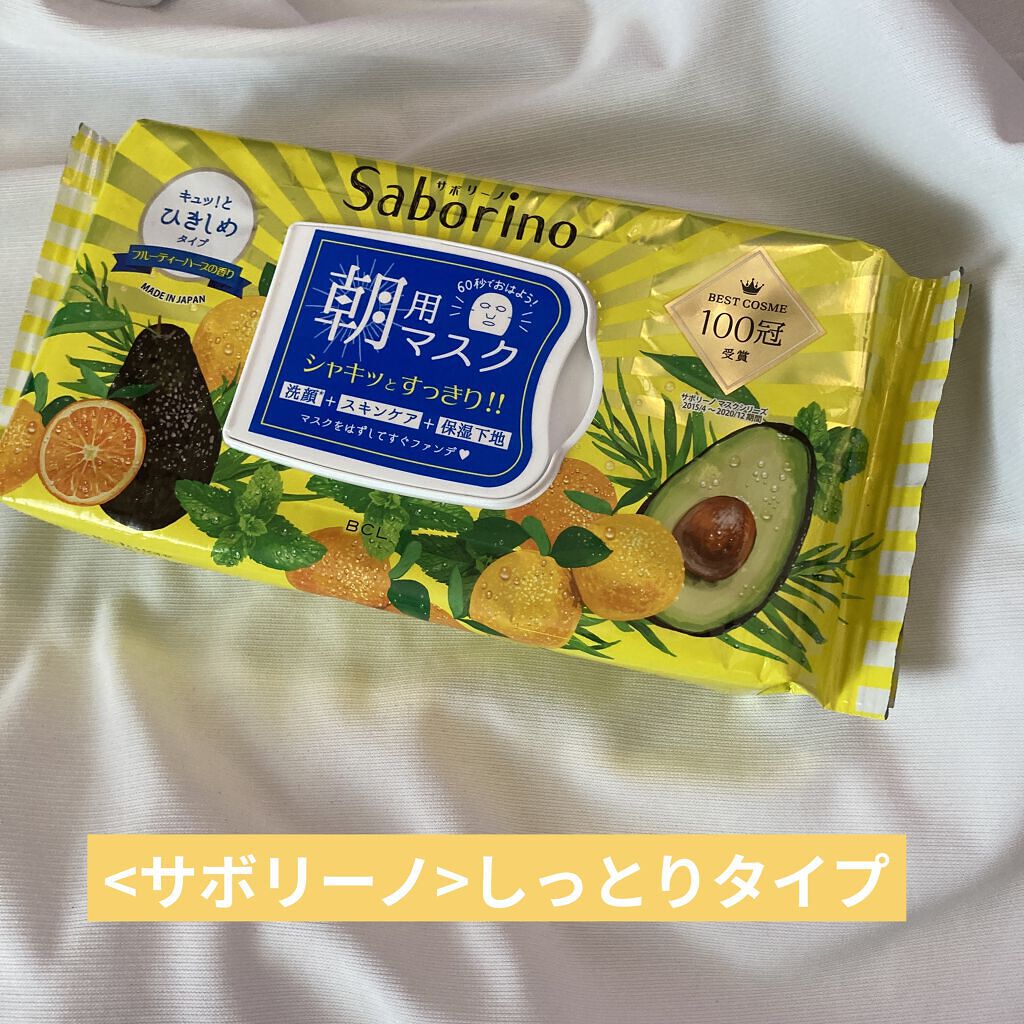 サボリーノ
Saborino
キュッ!と
ひきしめ
タイプ
フルーティーハーブの香り
MADE IN JAPAN
60秒でおはよう!
朝用
マスク
シャキッとすっきり!!
洗顔*+スキンケア+保湿下地
マスクをはずしてすぐファンデ♥
BEST COSME
100冠
受賞
サボリーノ マスクシリーズ
2015/4 ~2020/12 期間
BCL
<サボリーノ>しっとりタイプ